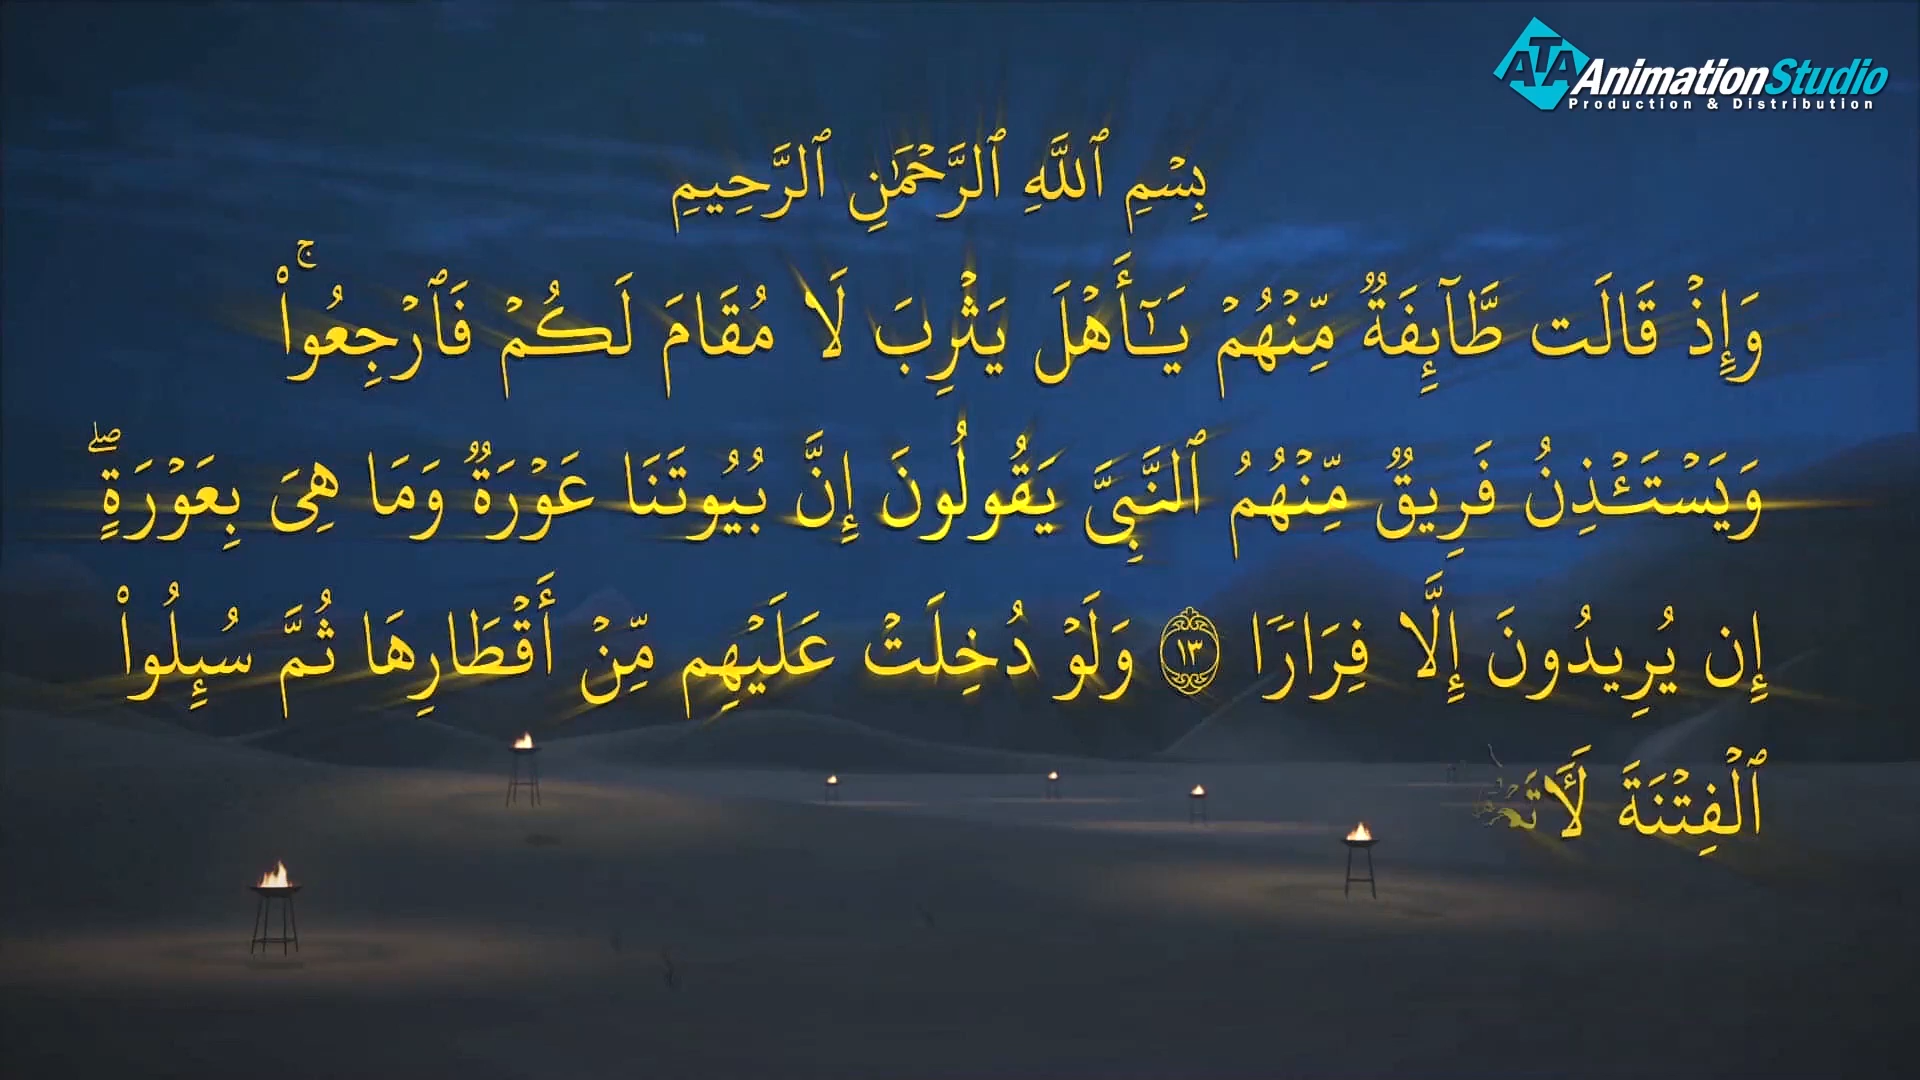 ATA AnimationStudio
Production & Distribution
بِسْمِ ٱللَّهِ ٱلرَّحْمَٰنِ ٱلرَّحِيمِ
وَإِذْ قَالَت طَّآئِفَةٌ مِّنْهُمْ يَـٰٓأَهْلَ يَثْرِبَ لَا مُقَامَ لَكُمْ فَٱرْجِعُوا۟ ۚ
وَيَسْتَـْٔذِنُ فَرِيقٌ مِّنْهُمُ ٱلنَّبِىَّ يَقُولُونَ إِنَّ بُيُوتَنَا عَوْرَةٌ وَمَا هِىَ بِعَوْرَةٍ ۖ
إِن يُرِيدُونَ إِلَّا فِرَارًا ١٣ وَلَوْ دُخِلَتْ عَلَيْهِم مِّنْ أَقْطَارِهَا ثُمَّ سُئِلُوا۟
ٱلْفِتْنَةَ